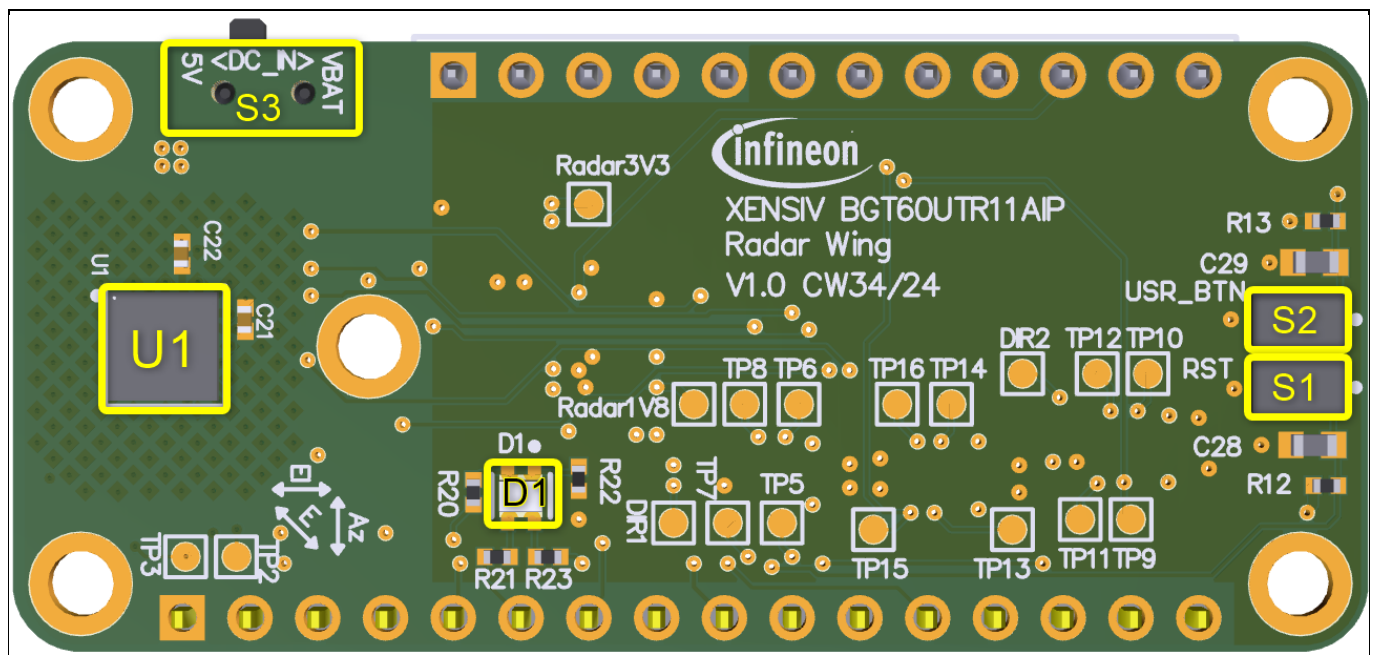 5V <DC_IN> VBAT
S3
infineon
Radar3V3
XENSIV BGT60UTR11AIP
Radar Wing
V1.0 CW34/24
R13
C29
USR_BTN
S2
C22
U1
C21
U1
DIR2
TP12
TP10
RST
S1
TP8
TP6
TP16
TP14
Radar1V8
C28
D1
R20
D1
R22
R12
El
E
Az
DIR1
TP7
TP5
TP3
TP2
R21
R23
TP15
TP13
TP11
TP9